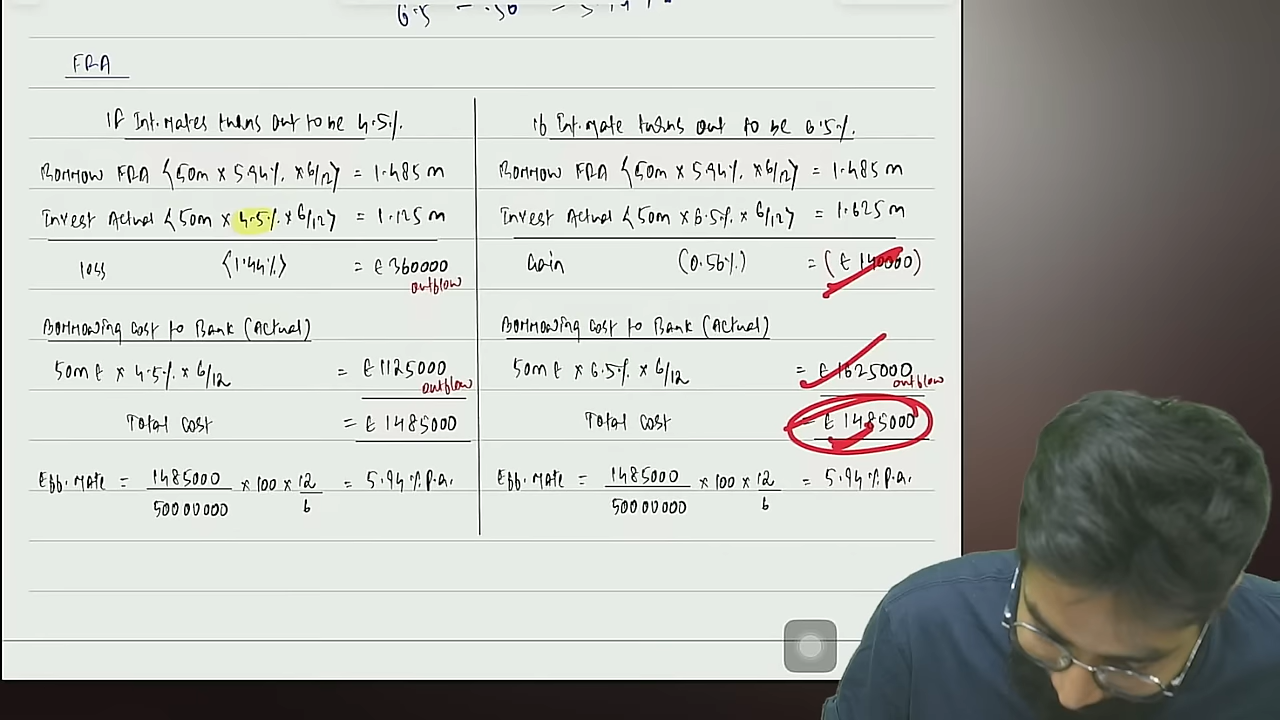 FRA
If Int. rates turns out to be 4.5%.
Borrow FRA (50m × 5.94% × 6/12) = 1.485 m
Invest Actual (50m × 4.5% × 6/12) = 1.125 m
loss (1.44%) = € 360000
outflow
Borrowing cost to Bank (Actual)
50m € × 4.5% × 6/12 = € 1125000
outflow
Total cost = € 1485000
Eff. rate = 1485000 × 100 × 12 = 5.94% p.a.
50000000 6
If Int. rate turns out to be 6.5%.
Borrow FRA (50m × 5.94% × 6/12) = 1.485 m
Invest Actual (50m × 6.5% × 6/12) = 1.625 m
Gain (0.56%) = (€ 140000)
Borrowing cost to Bank (Actual)
50m € × 6.5% × 6/12 = € 1625000
outflow
Total cost = € 1485000
Eff. rate = 1485000 × 100 × 12 = 5.94% p.a.
50000000 6